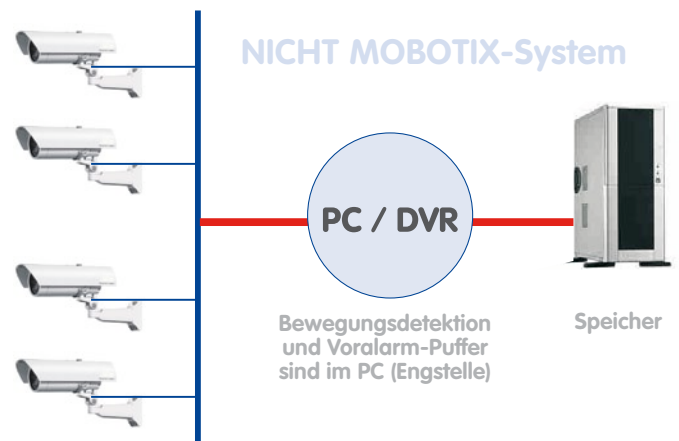 NICHT MOBOTIX-System
PC / DVR
Bewegungsdetektion
und Voralarm-Puffer
sind im PC (Engstelle)
Speicher